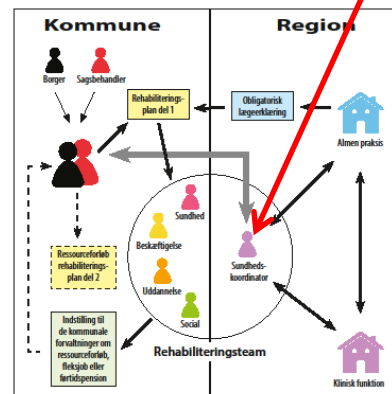 Kommune
Region
Borger
Sagsbehandler
Rehabiliterings-
plan del 1
Obligatorisk
lægeerklæring
Almen praksis
Sundhed
Beskæftigelse
Uddannelse
Social
Sundheds-
koordinator
Ressourceforløb
rehabiliterings-
plan del 2
Indstilling til
de kommunale
forvaltninger om
ressourceforløb,
fleksjob eller
førtidspension
Rehabiliteringsteam
Klinisk funktion